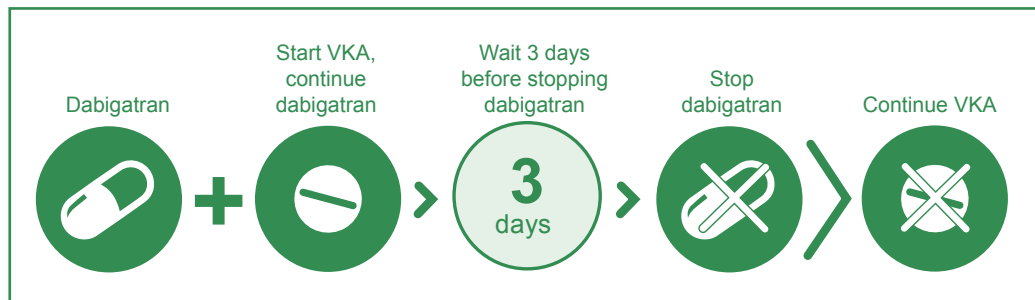 Dabigatran
Start VKA,
continue
dabigatran
Wait 3 days
before stopping
dabigatran
3
days
Stop
dabigatran
Continue VKA